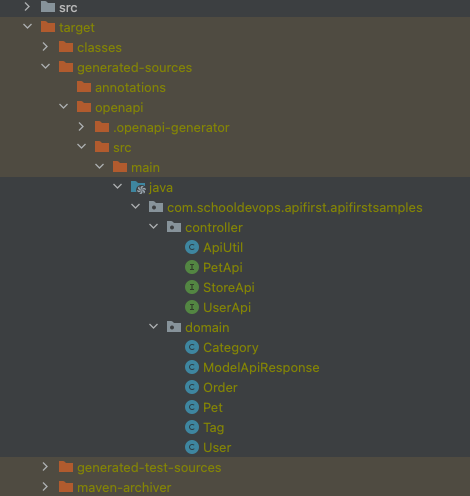 src
target
classes
generated-sources
annotations
openapi
.openapi-generator
src
main
java
com.schooldevops.apifirst.apifirstsamples
controller
C ApiUtil
I PetApi
I StoreApi
I UserApi
domain
C Category
C ModelApiResponse
C Order
C Pet
C Tag
C User
generated-test-sources
maven-archiver